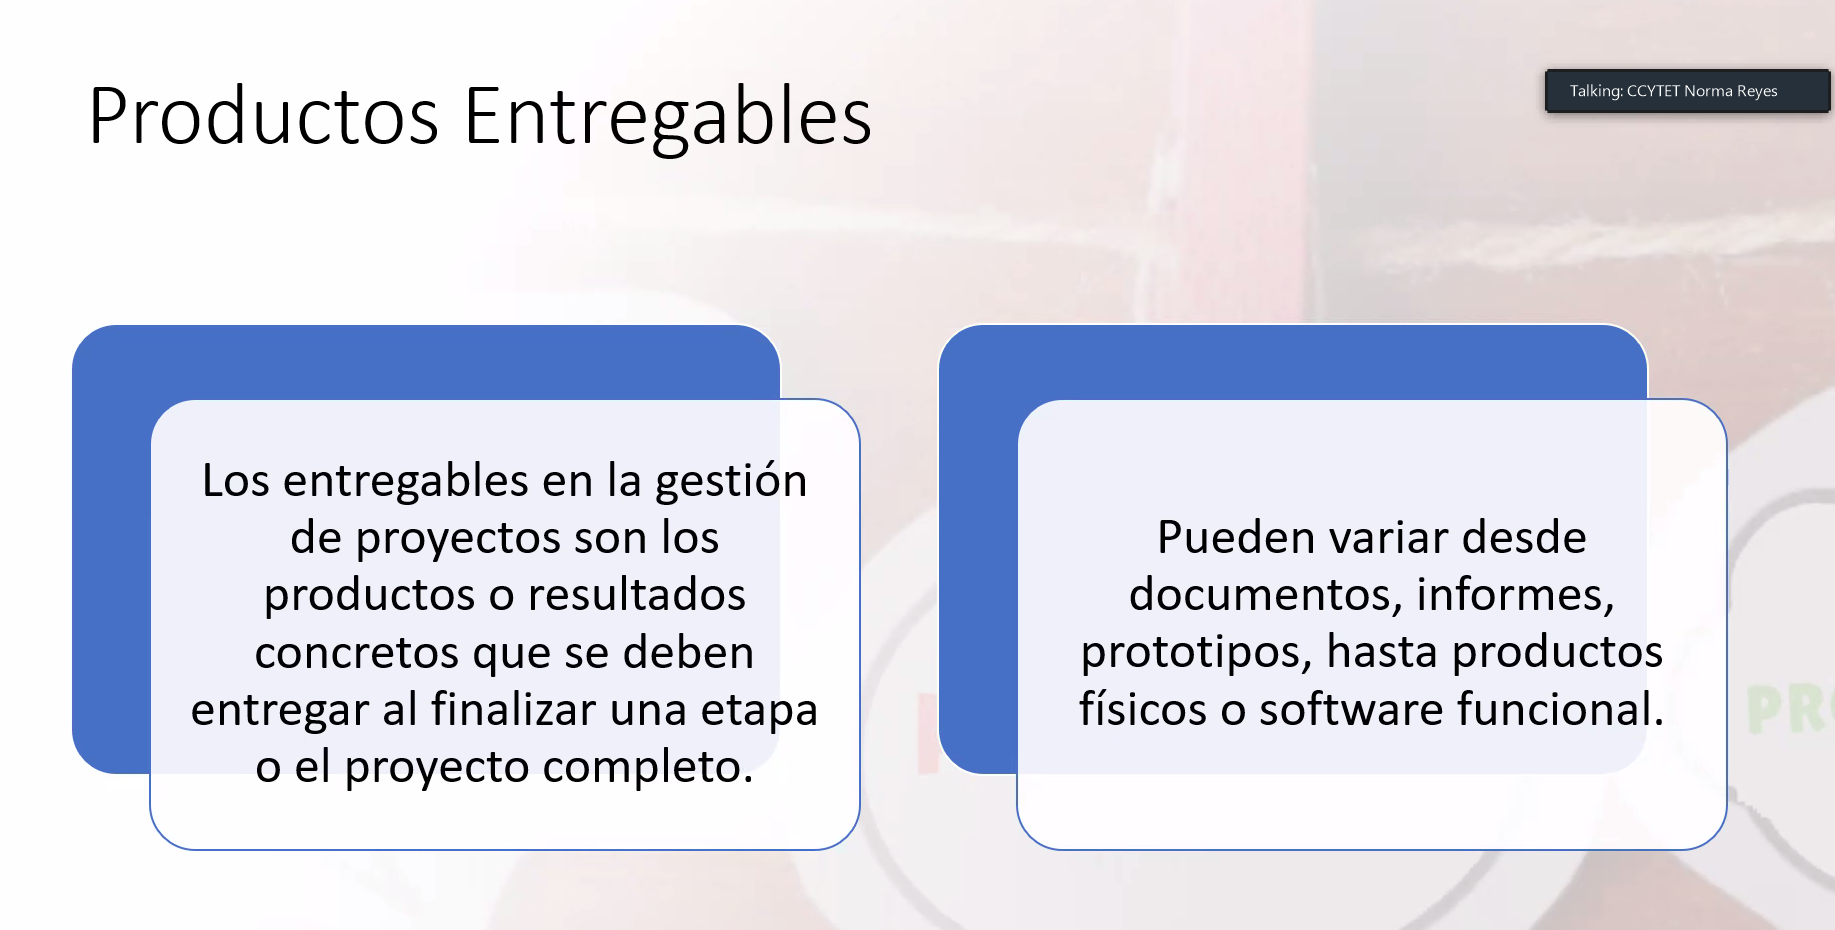 Productos Entregables
Talking: CCYTET Norma Reyes
Los entregables en la gestión
de proyectos son los
productos o resultados
concretos que se deben
entregar al finalizar una etapa
o el proyecto completo.
Pueden variar desde
documentos, informes,
prototipos, hasta productos
físicos o software funcional.